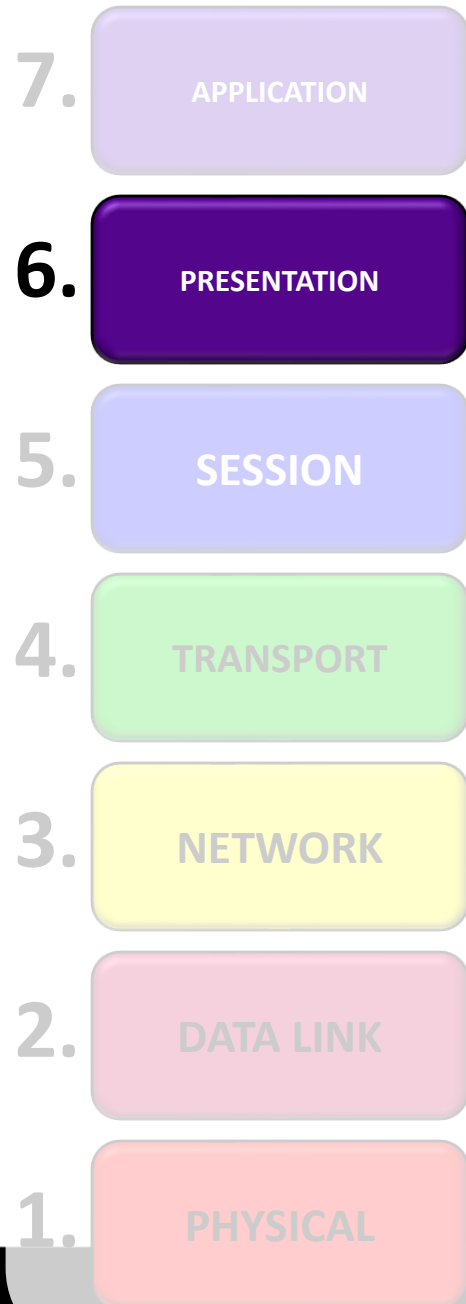 7. APPLICATION
6. PRESENTATION
5. SESSION
4. TRANSPORT
3. NETWORK
2. DATA LINK
1. PHYSICAL